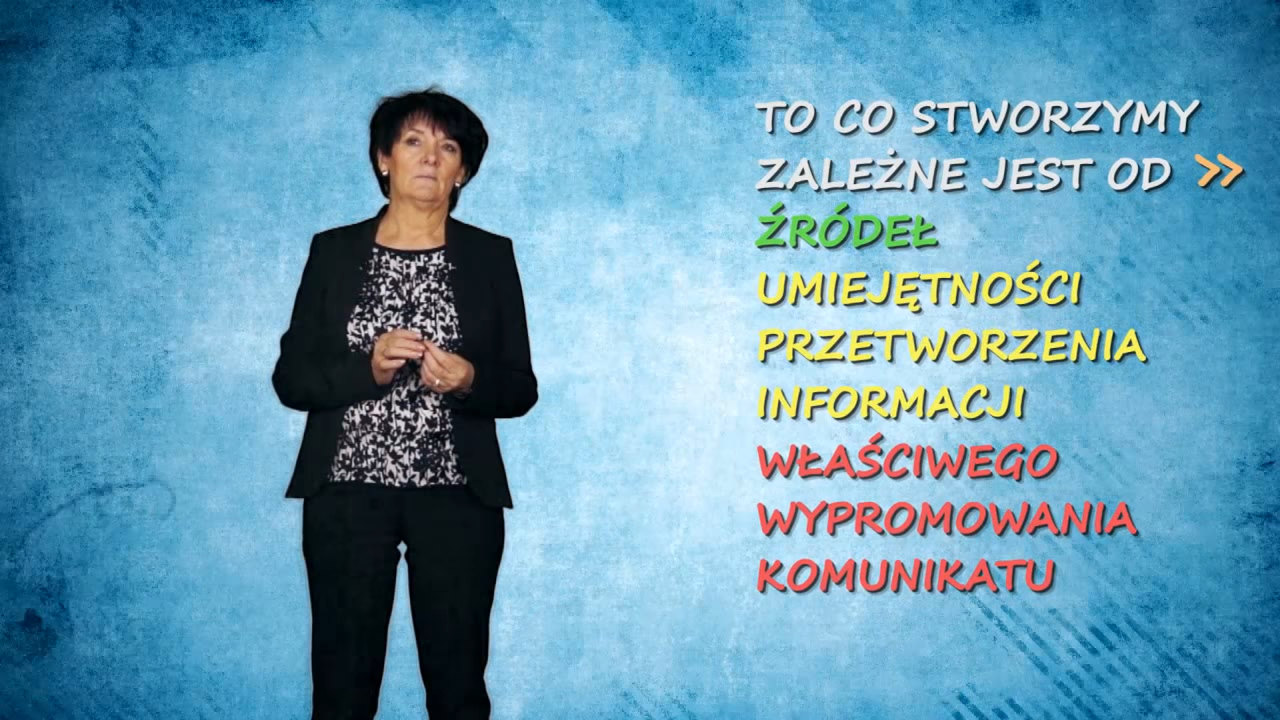 TO CO STWORZYMY
ZALEŻNE JEST OD >>
ŹRÓDEŁ
UMIEJĘTNOŚCI
PRZETWORZENIA
INFORMACJI
WŁAŚCIWEGO
WYPROMOWANIA
KOMUNIKATU